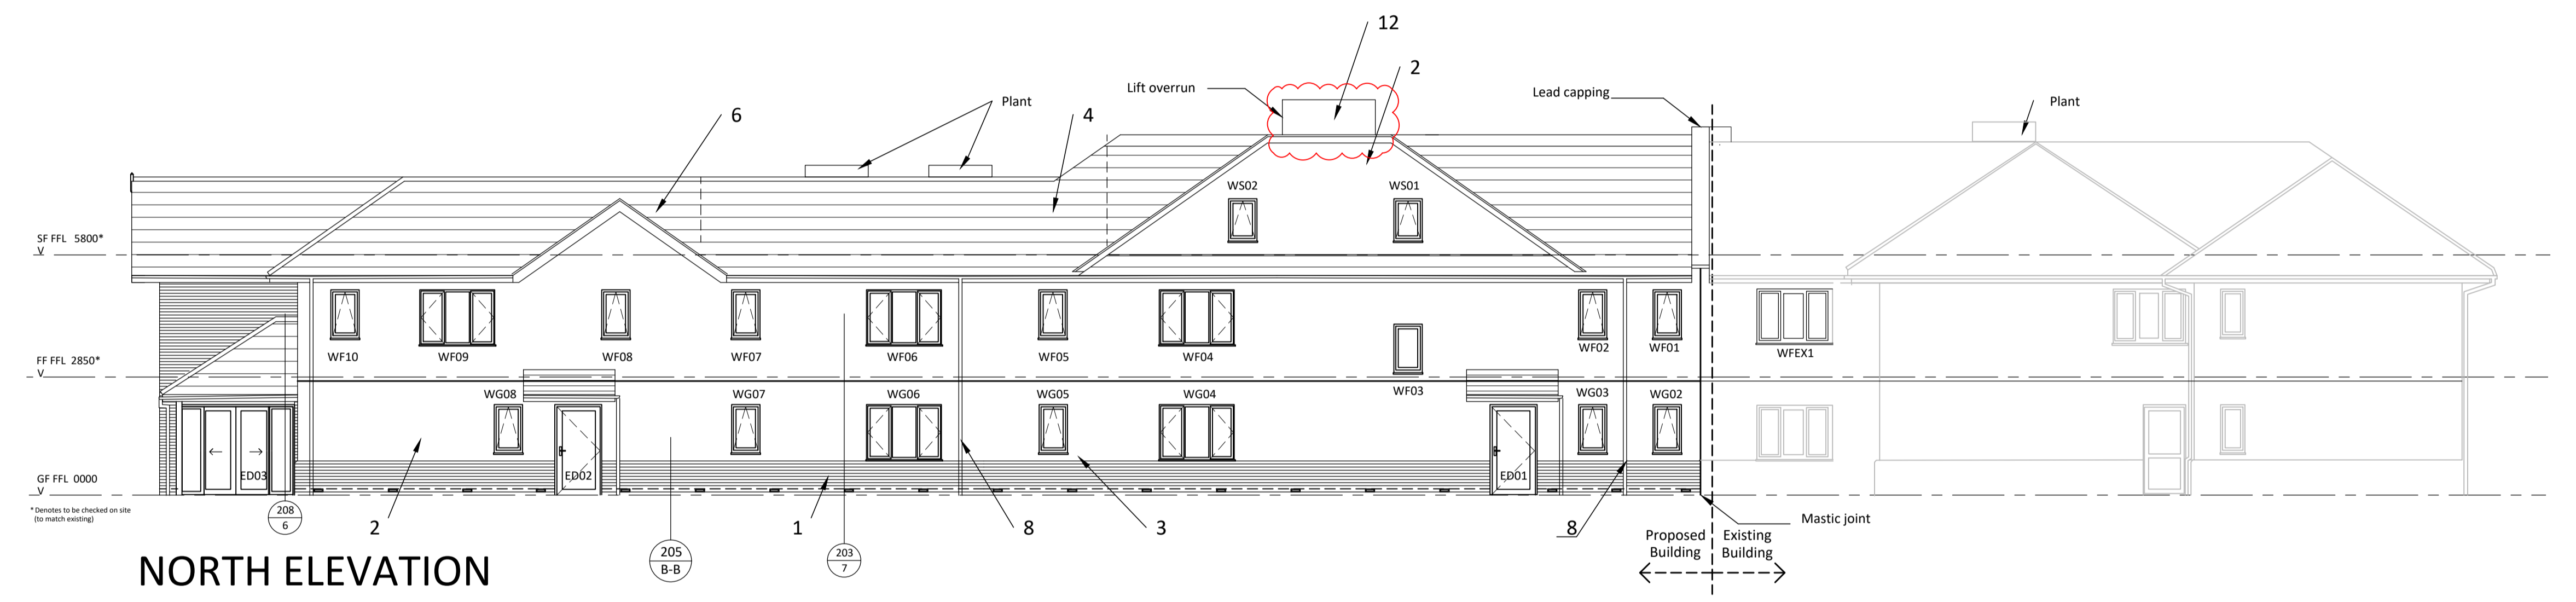 12
2
Lift overrun
Lead capping
Plant
Plant
6
4
WS02
WS01
SF FFL 5800*
V
WF10
WF09
WF08
WF07
WF06
WF05
WF04
WF03
WF02
WF01
WFEX1
FF FFL 2850*
V
WG08
WG07
WG06
WG05
WG04
WG03
WG02
GF FFL 0000
V
ED03
ED02
ED01
* Denotes to be checked on site
(to match existing)
208
6
2
205
B-B
1
203
7
8
3
8
Mastic joint
Proposed
Building
Existing
Building
NORTH ELEVATION